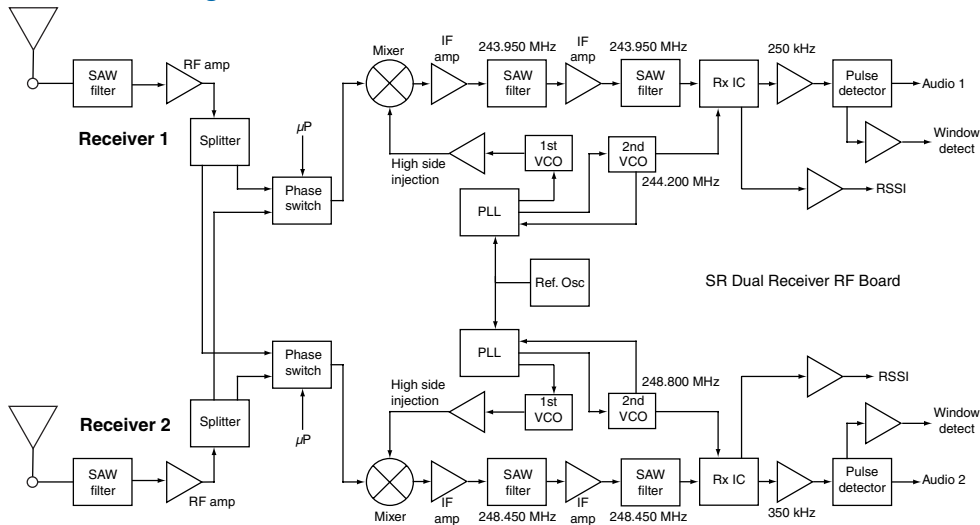 IF
amp
IF
amp
Mixer
243.950 MHz
243.950 MHz
250 kHz
SAW
filter
RF amp
SAW
filter
SAW
filter
Rx IC
Pulse
detector
Audio 1
Receiver 1
Splitter
µP
High side
injection
1st
VCO
2nd
VCO
244.200 MHz
Window
detect
RSSI
Phase
switch
PLL
Ref. Osc
SR Dual Receiver RF Board
Phase
switch
PLL
248.800 MHz
RSSI
High side
injection
1st
VCO
2nd
VCO
Receiver 2
Splitter
µP
Window
detect
SAW
filter
RF amp
Mixer
IF
amp
SAW
filter
248.450 MHz
IF
amp
SAW
filter
248.450 MHz
Rx IC
350 kHz
Pulse
detector
Audio 2